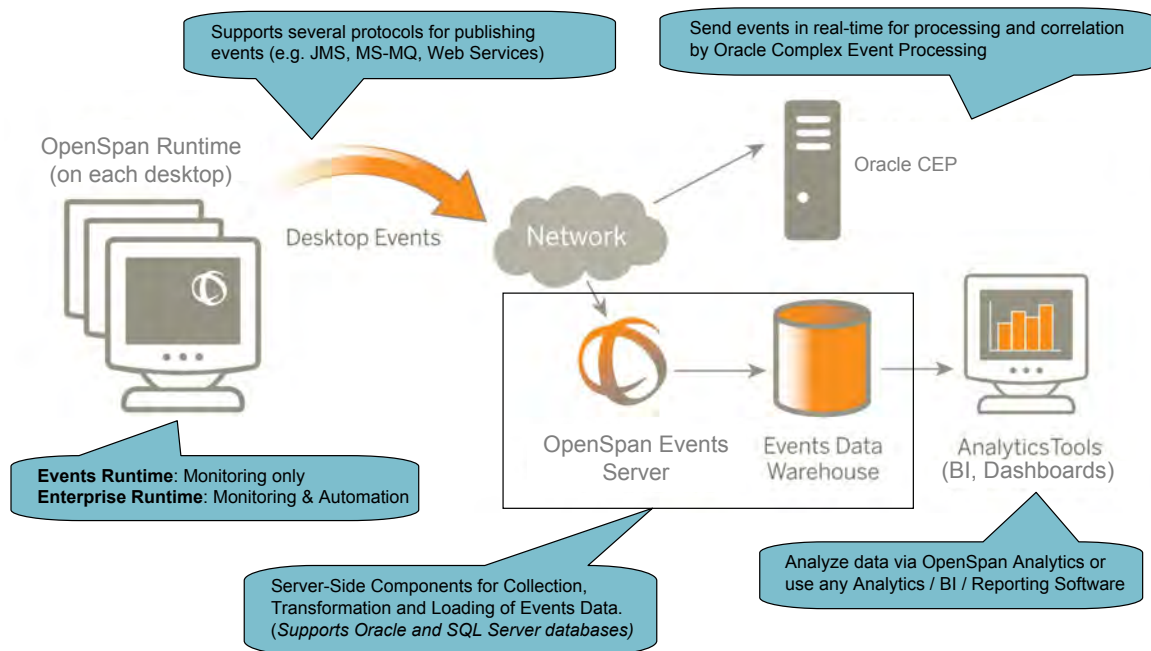 Supports several protocols for publishing
events (e.g. JMS, MS-MQ, Web Services)
Send events in real-time for processing and correlation
by Oracle Complex Event Processing
OpenSpan Runtime
(on each desktop)
Desktop Events
Network
Oracle CEP
OpenSpan Events
Server
Events Data
Warehouse
AnalyticsTools
(BI, Dashboards)
Events Runtime: Monitoring only
Enterprise Runtime: Monitoring & Automation
Server-Side Components for Collection,
Transformation and Loading of Events Data.
(Supports Oracle and SQL Server databases)
Analyze data via OpenSpan Analytics or
use any Analytics / BI / Reporting Software